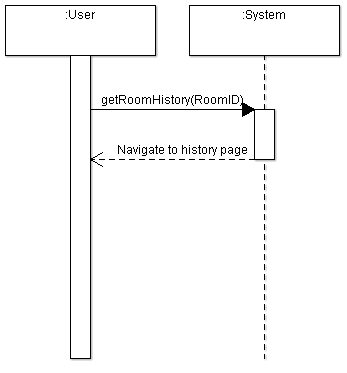 :User
:System
getRoomHistory(RoomID)
Navigate to history page